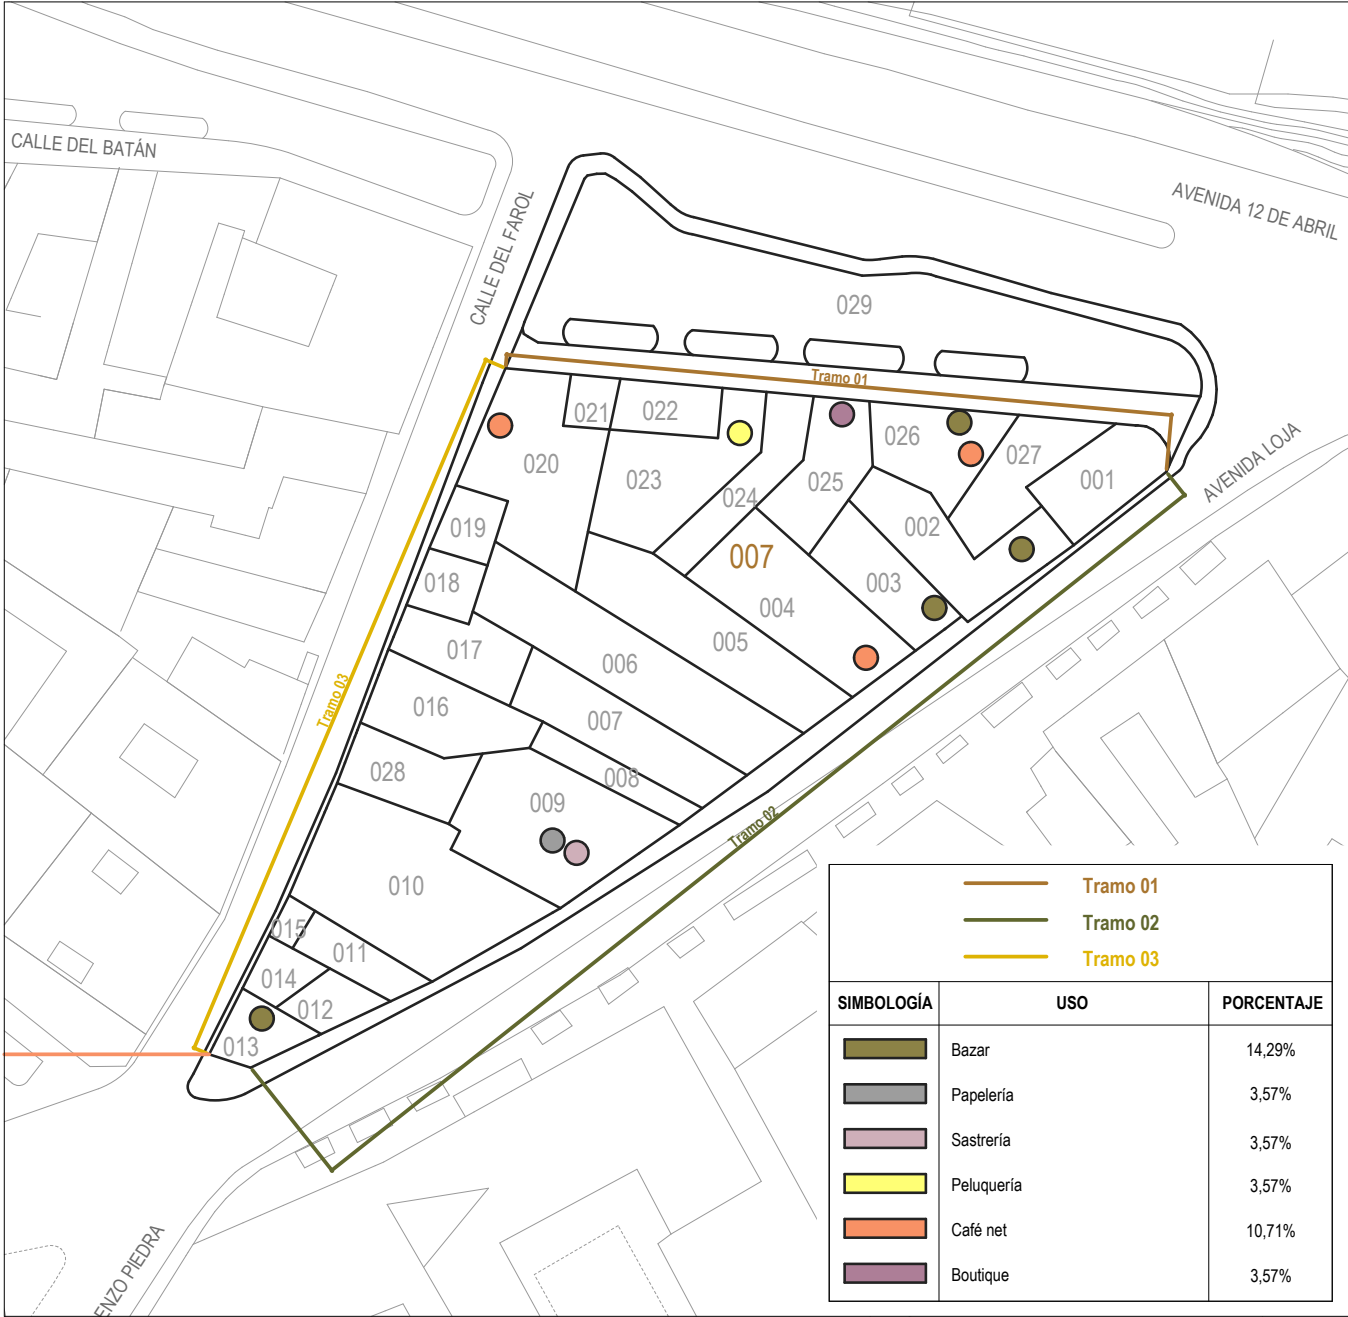 CALLE DEL BATÁN
CALLE DEL FAROL
AVENIDA 12 DE ABRIL
029
Tramo 01
021
022
026
027
020
023
024
025
001
AVENIDA LOJA
019
002
007
018
003
004
017
006
005
Tramo 03
016
007
028
008
009
Tramo 02
010
015
011
014
012
013
ENZO PIEDRA
Tramo 01
Tramo 02
Tramo 03
SIMBOLOGÍA USO PORCENTAJE
Bazar 14,29%
Papelería 3,57%
Sastrería 3,57%
Peluquería 3,57%
Café net 10,71%
Boutique 3,57%